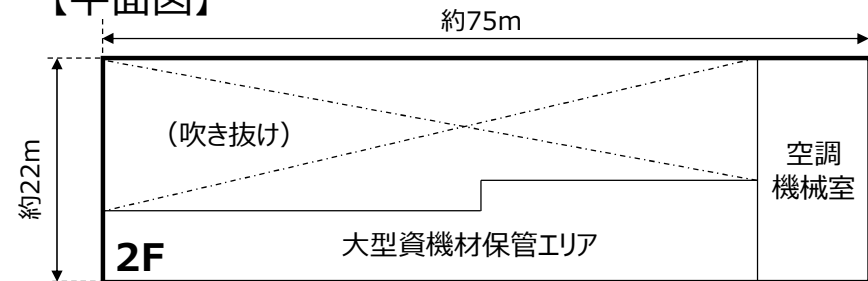 【平面図】
約75m
約22m
（吹き抜け）
空調
機械室
大型資機材保管エリア
2F